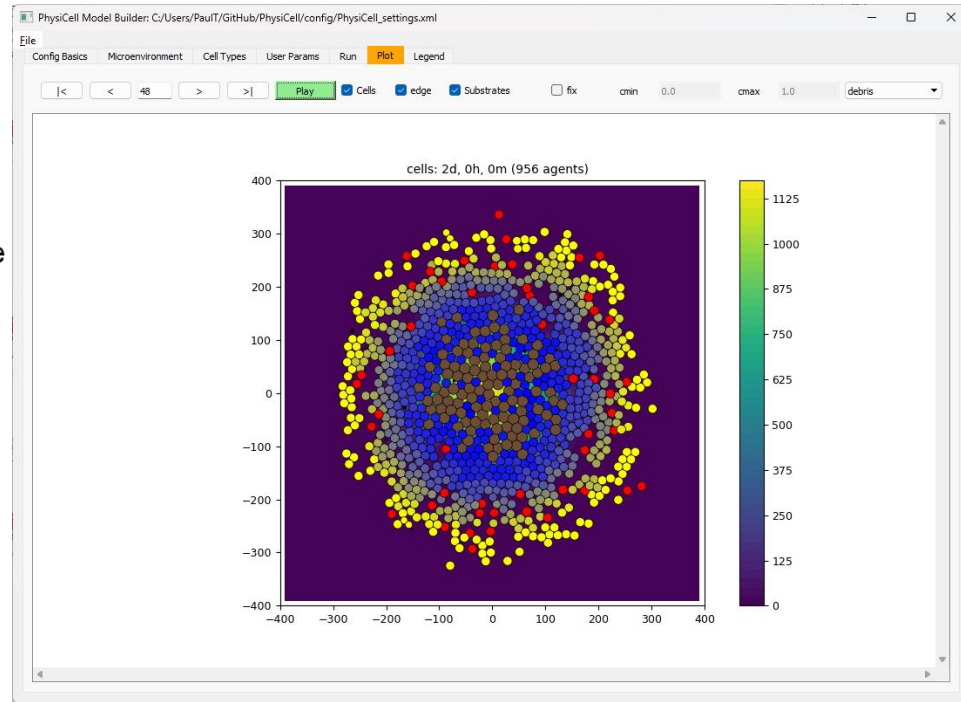 PhysiCell Model Builder: C:/Users/PaulT/GitHub/PhysiCell/config/PhysiCell_settings.xml
File
Config Basics Microenvironment Cell Types User Params Run Plot Legend
|< < 48 > >| Play Cells edge Substrates fix cmin 0.0 cmax 1.0 debris
cells: 2d, 0h, 0m (956 agents)
400
300
200
100
0
−100
−200
−300
−400
−400 −300 −200 −100 0 100 200 300 400
1125
1000
875
750
625
500
375
250
125
0
e